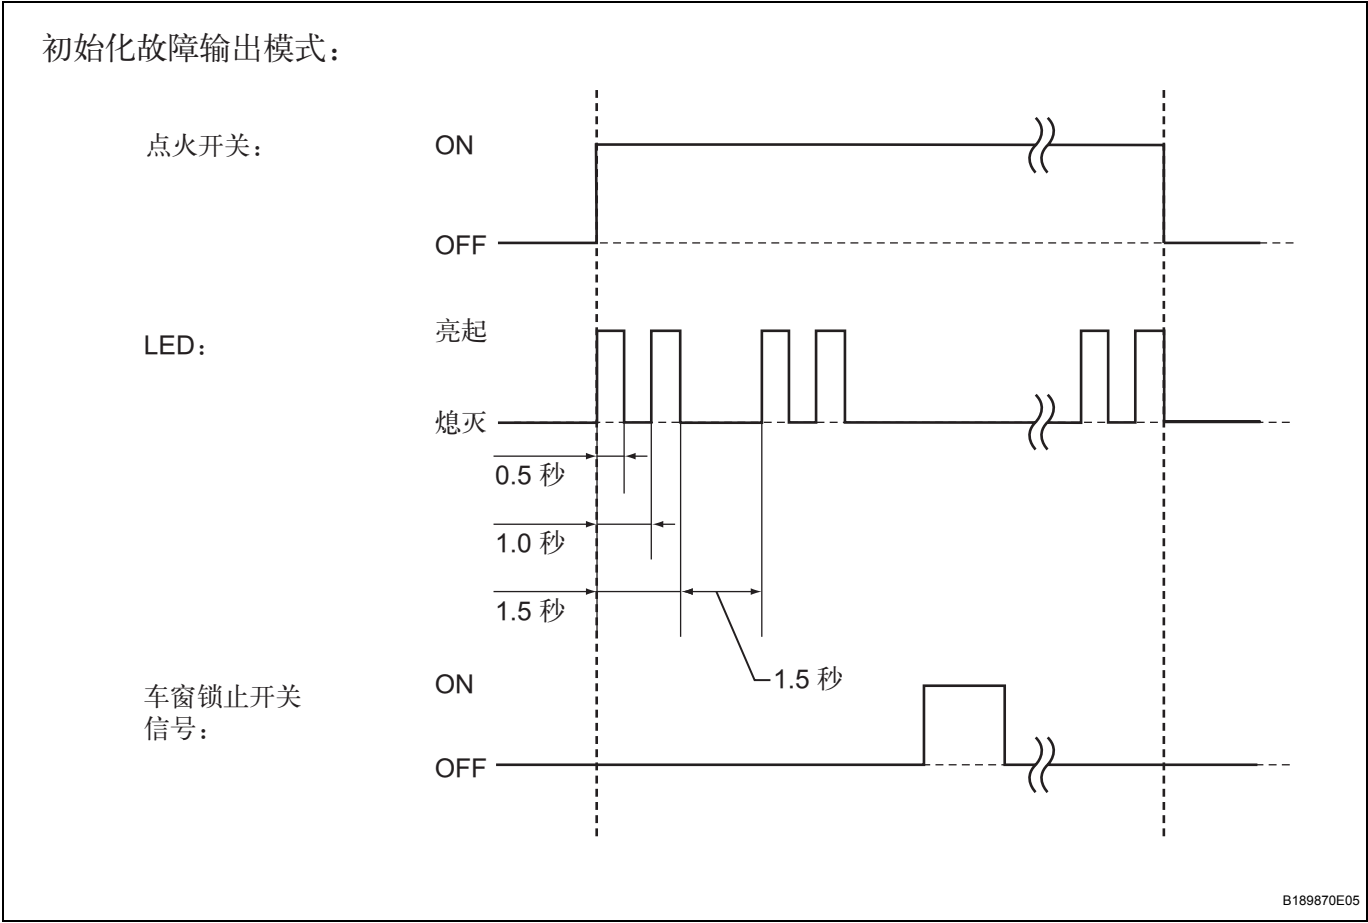 初始化故障输出模式：
点火开关：
ON
OFF
LED：
亮起
熄灭
0.5 秒
1.0 秒
1.5 秒
1.5 秒
车窗锁止开关
信号：
ON
OFF
B189870E05